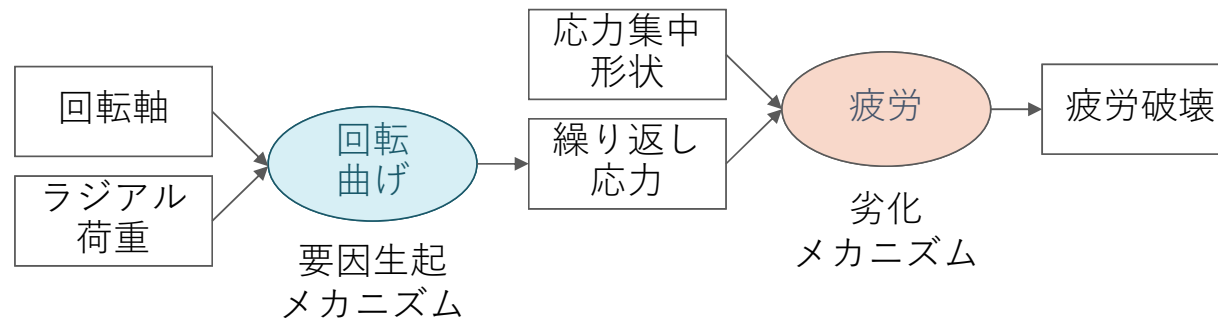 回転軸
ラジアル
荷重
回転
曲げ
要因生起
メカニズム
応力集中
形状
繰り返し
応力
疲労
劣化
メカニズム
疲労破壊